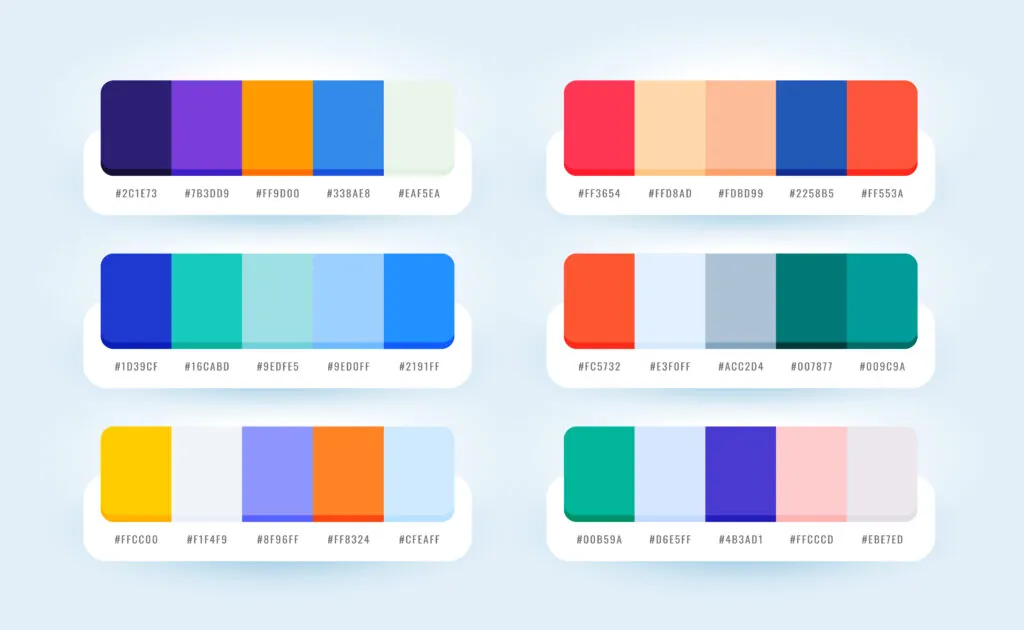 #2C1E73 #7B3DD9 #FF9D00 #338AE8 #EAF5EA
#FF3654 #FFD8AD #FDBD99 #2258B5 #FF553A
#1D39CF #16CABD #9EDFE5 #9ED0FF #2191FF
#FC5732 #E3F0FF #ACC2D4 #007877 #009C9A
#FFCC00 #F1F4F9 #8F96FF #FF8324 #CFEAFF
#00B59A #D6E5FF #4B3AD1 #FFCCCD #EBE7ED